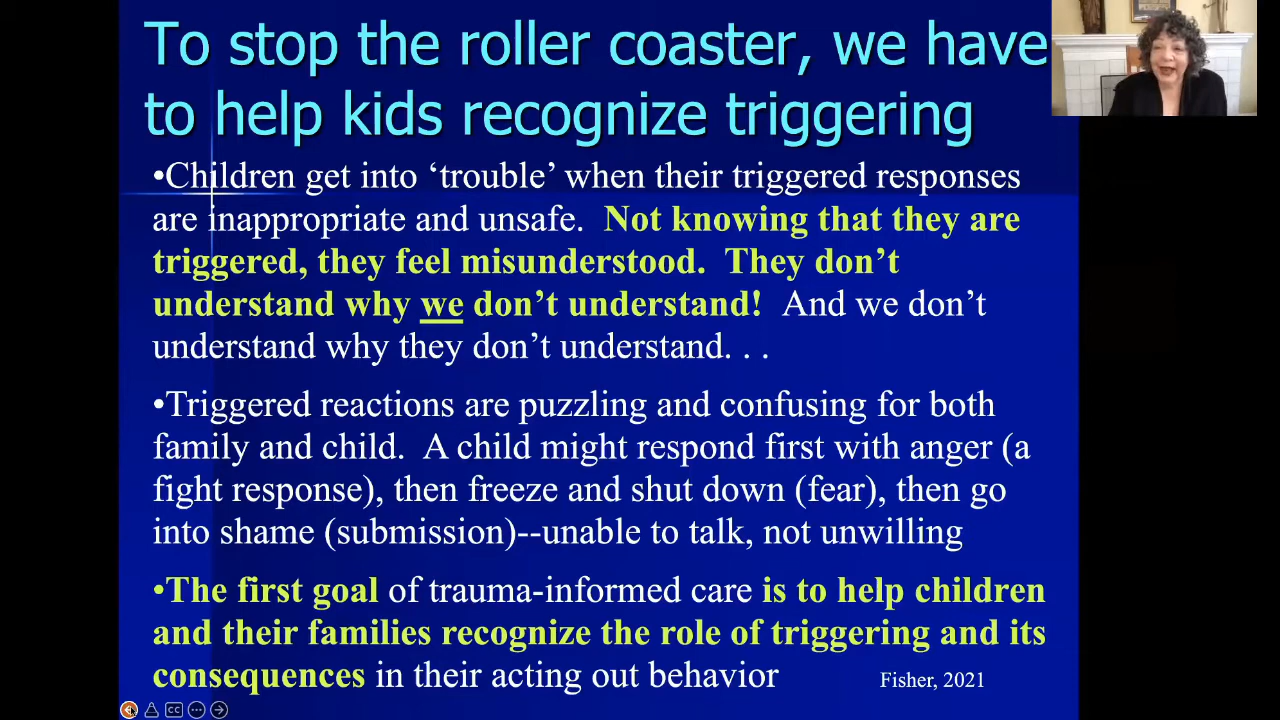 To stop the roller coaster, we have
to help kids recognize triggering
•Children get into ‘trouble’ when their triggered responses
are inappropriate and unsafe.  Not knowing that they are
triggered, they feel misunderstood.  They don’t
understand why we don’t understand!  And we don’t
understand why they don’t understand. . .
•Triggered reactions are puzzling and confusing for both
family and child.  A child might respond first with anger (a
fight response), then freeze and shut down (fear), then go
into shame (submission)--unable to talk, not unwilling
•The first goal of trauma-informed care is to help children
and their families recognize the role of triggering and its
consequences in their acting out behavior
Fisher, 2021
CC